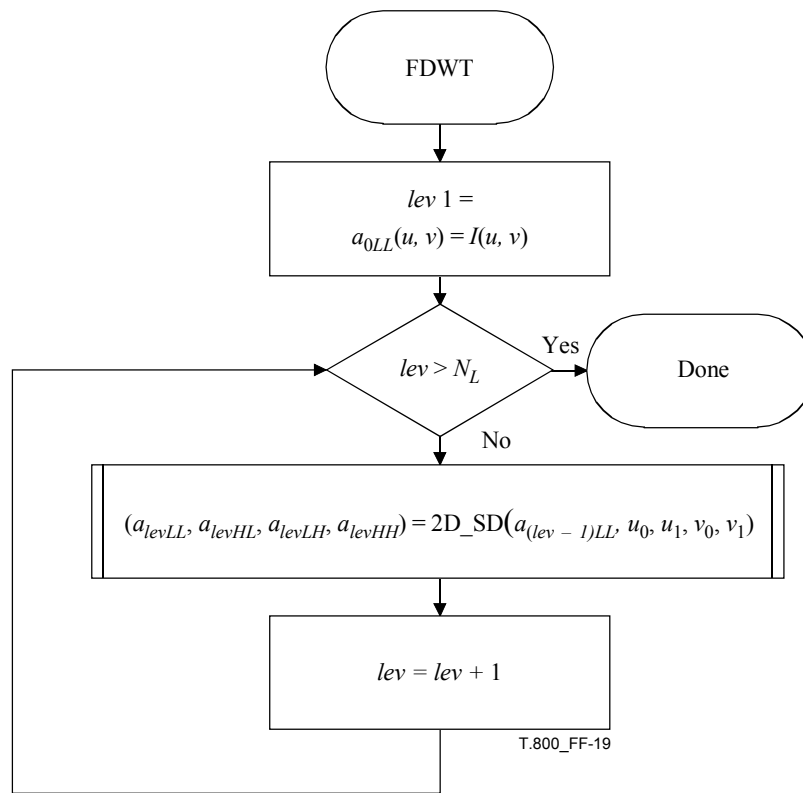 FDWT
lev 1 =
a0LL(u, v) = I(u, v)
lev > NL
Yes
Done
No
(alevLL, alevHL, alevLH, alevHH) = 2D_SD(a(lev – 1)LL, u0, u1, v0, v1)
lev = lev + 1
T.800_FF-19